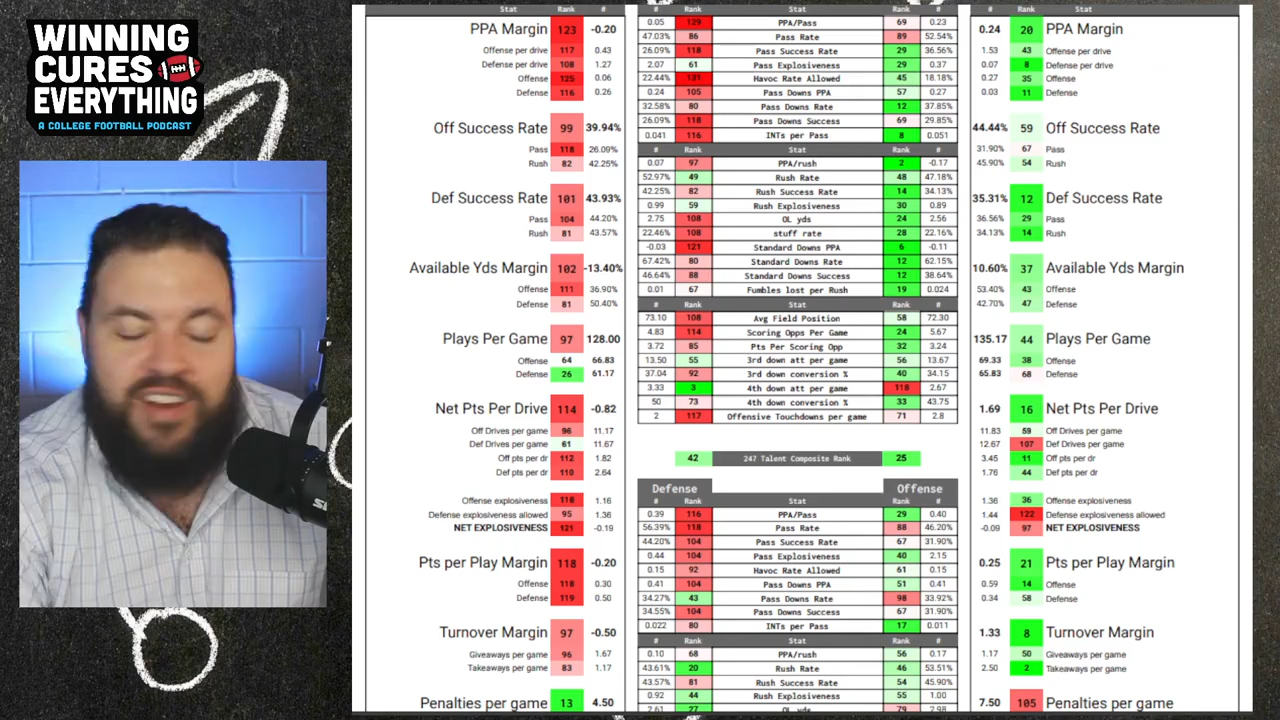 WINNING
CURES
EVERYTHING
A COLLEGE FOOTBALL PODCAST
Stat Rank #
PPA Margin 123 -0.20
Offense per drive 117 0.43
Defense per drive 108 1.27
Offense 125 0.06
Defense 116 0.26
Off Success Rate 99 39.94%
Pass 118 26.09%
Rush 82 42.25%
Def Success Rate 101 43.93%
Pass 104 44.20%
Rush 81 43.57%
Available Yds Margin 102 -13.40%
Offense 111 36.90%
Defense 81 50.40%
Plays Per Game 97 128.00
Offense 64 66.83
Defense 26 61.17
Net Pts Per Drive 114 -0.82
Off Drives per game 96 11.17
Def Drives per game 61 11.67
Off pts per dr 112 1.82
Def pts per dr 110 2.64
Offense explosiveness 118 1.16
Defense explosiveness allowed 95 1.36
NET EXPLOSIVENESS 121 -0.19
Pts per Play Margin 118 -0.20
Offense 118 0.30
Defense 119 0.50
Turnover Margin 97 -0.50
Giveaways per game 96 1.67
Takeaways per game 83 1.17
Penalties per game 13 4.50
# Rank Stat Rank #
0.05 129 PPA/Pass 69 0.23
47.03% 86 Pass Rate 89 52.54%
26.09% 118 Pass Success Rate 29 36.56%
2.07 61 Pass Explosiveness 29 0.37
22.44% 131 Havoc Rate Allowed 45 18.18%
0.24 105 Pass Downs PPA 57 0.27
32.58% 80 Pass Downs Rate 12 37.85%
26.09% 118 Pass Downs Success 69 29.85%
0.041 116 INTs per Pass 8 0.051
# Rank Stat Rank #
0.07 97 PPA/rush 2 -0.17
52.97% 49 Rush Rate 48 47.18%
42.25% 82 Rush Success Rate 14 34.13%
0.99 59 Rush Explosiveness 30 0.89
2.75 108 OL yds 24 2.56
22.46% 108 stuff rate 28 22.16%
-0.03 121 Standard Downs PPA 6 -0.11
67.42% 80 Standard Downs Rate 12 62.15%
46.64% 88 Standard Downs Success 12 38.64%
0.01 67 Fumbles lost per Rush 19 0.024
# Rank Stat Rank #
73.10 108 Avg Field Position 58 72.30
4.83 114 Scoring Opps Per Game 24 5.67
3.72 85 Pts Per Scoring Opp 32 3.24
13.50 55 3rd down att per game 56 13.67
37.04 92 3rd down conversion % 40 34.15
3.33 3 4th down att per game 118 2.67
50 73 4th down conversion % 33 43.75
2 117 Offensive Touchdowns per game 71 2.8
42 247 Talent Composite Rank 25
Defense Offense
# Rank Stat Rank #
0.39 116 PPA/Pass 29 0.40
56.39% 118 Pass Rate 88 46.20%
44.20% 104 Pass Success Rate 67 31.90%
0.44 104 Pass Explosiveness 40 2.15
0.15 92 Havoc Rate Allowed 61 0.15
0.41 104 Pass Downs PPA 51 0.41
34.27% 43 Pass Downs Rate 98 33.92%
34.55% 104 Pass Downs Success 67 31.90%
0.022 80 INTs per Pass 17 0.011
# Rank Stat Rank #
0.10 68 PPA/rush 56 0.17
43.61% 20 Rush Rate 46 53.51%
43.57% 81 Rush Success Rate 54 45.90%
0.92 44 Rush Explosiveness 55 1.00
2.61 27 OL yds 79 2.98
# Rank Stat
0.24 20 PPA Margin
1.53 43 Offense per drive
0.07 8 Defense per drive
0.27 35 Offense
0.03 11 Defense
44.44% 59 Off Success Rate
31.90% 67 Pass
45.90% 54 Rush
35.31% 12 Def Success Rate
36.56% 29 Pass
34.13% 14 Rush
10.60% 37 Available Yds Margin
53.40% 43 Offense
42.70% 47 Defense
135.17 44 Plays Per Game
69.33 38 Offense
65.83 68 Defense
1.69 16 Net Pts Per Drive
11.83 59 Off Drives per game
12.67 107 Def Drives per game
3.45 11 Off pts per dr
1.76 44 Def pts per dr
1.36 36 Offense explosiveness
1.44 122 Defense explosiveness allowed
-0.09 97 NET EXPLOSIVENESS
0.25 21 Pts per Play Margin
0.59 14 Offense
0.34 58 Defense
1.33 8 Turnover Margin
1.17 50 Giveaways per game
2.50 2 Takeaways per game
7.50 105 Penalties per game